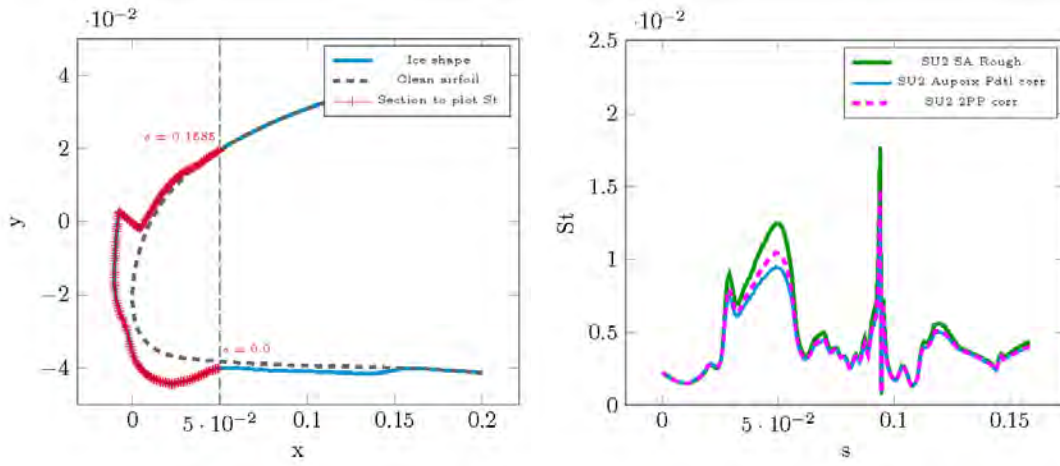 ·10⁻²
4
2
0
−2
−4
y
0
5 · 10⁻²
0.1
0.15
0.2
x
Ice shape
Clean airfoil
Section to plot St
s = 0.0
·10⁻²
2.5
2
1.5
1
0.5
0
St
0
5 · 10⁻²
0.1
0.15
s
SU2 SA Rough
SU2 Aupoix Pdtl corr
SU2 2PP corr